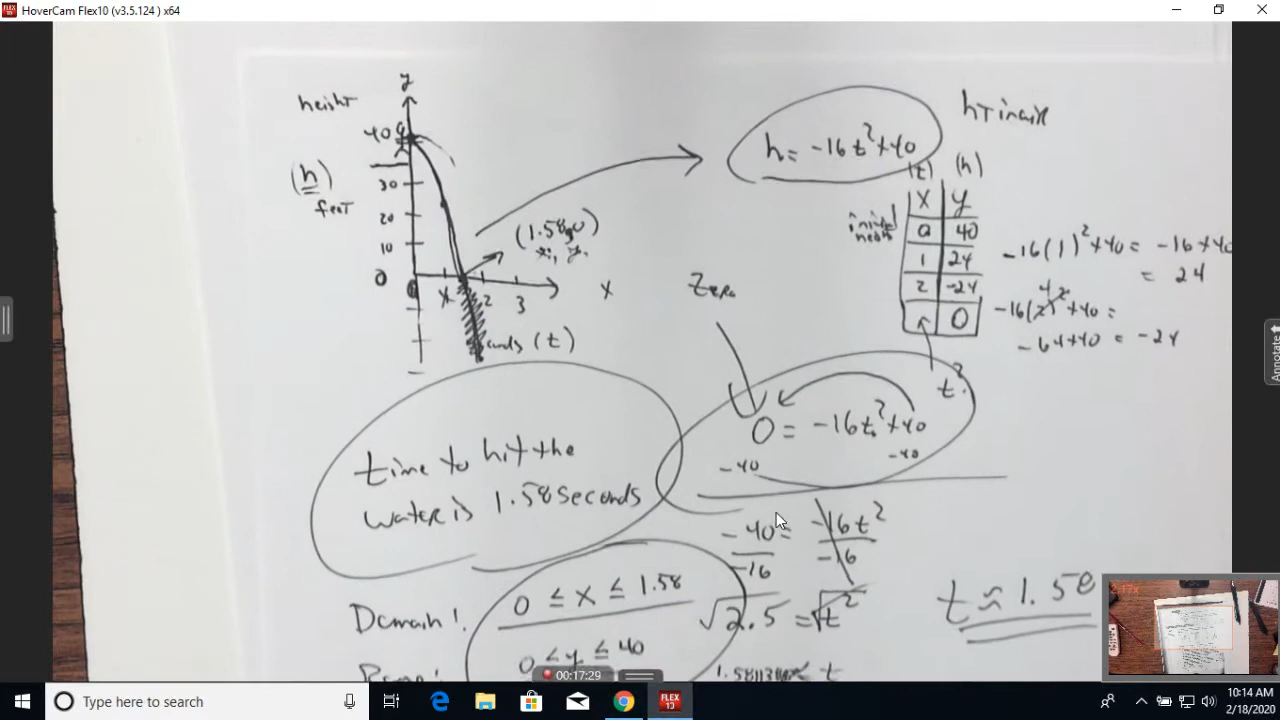 HoverCam Flex10 (v3.5.124 ) x64
height
y
40
(h)
feet
30
20
10
0
2
3
x
(t)
(1.58, 0)
h = -16t²+40
(t) (h)
x y
0 40
1 24
2 -24
0
initial
-16(1)²+40 = -16+40
= 24
-16(2)²+40 =
-64+40 = -24
t?
Zero
0 = -16t²+40
-40 -40
-40 = -16t²
-16 -16
√2.5 = √t²
t
t ≈ 1.58
time to hit the
water is 1.58 seconds
Domain:
0 ≤ x ≤ 1.58
0 ≤ y ≤ 40
Annotate
00:17:29
Type here to search
FLEX
10
10:14 AM
2/18/2020